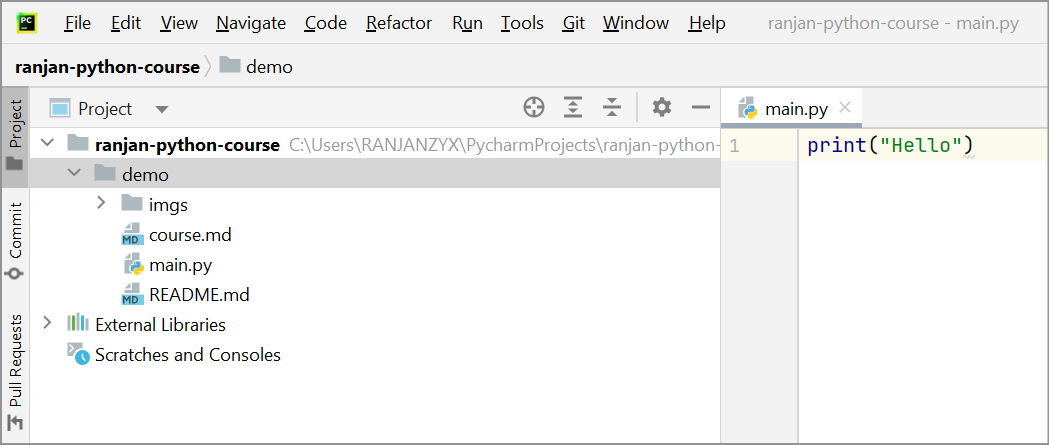 PC File Edit View Navigate Code Refactor Run Tools Git Window Help ranjan-python-course - main.py
ranjan-python-course demo
Project
Project
main.py
ranjan-python-course C:\Users\RANJANZYX\PycharmProjects\ranjan-python-
1 print("Hello")
demo
imgs
Commit
MD course.md
main.py
MD README.md
Pull Requests
External Libraries
Scratches and Consoles